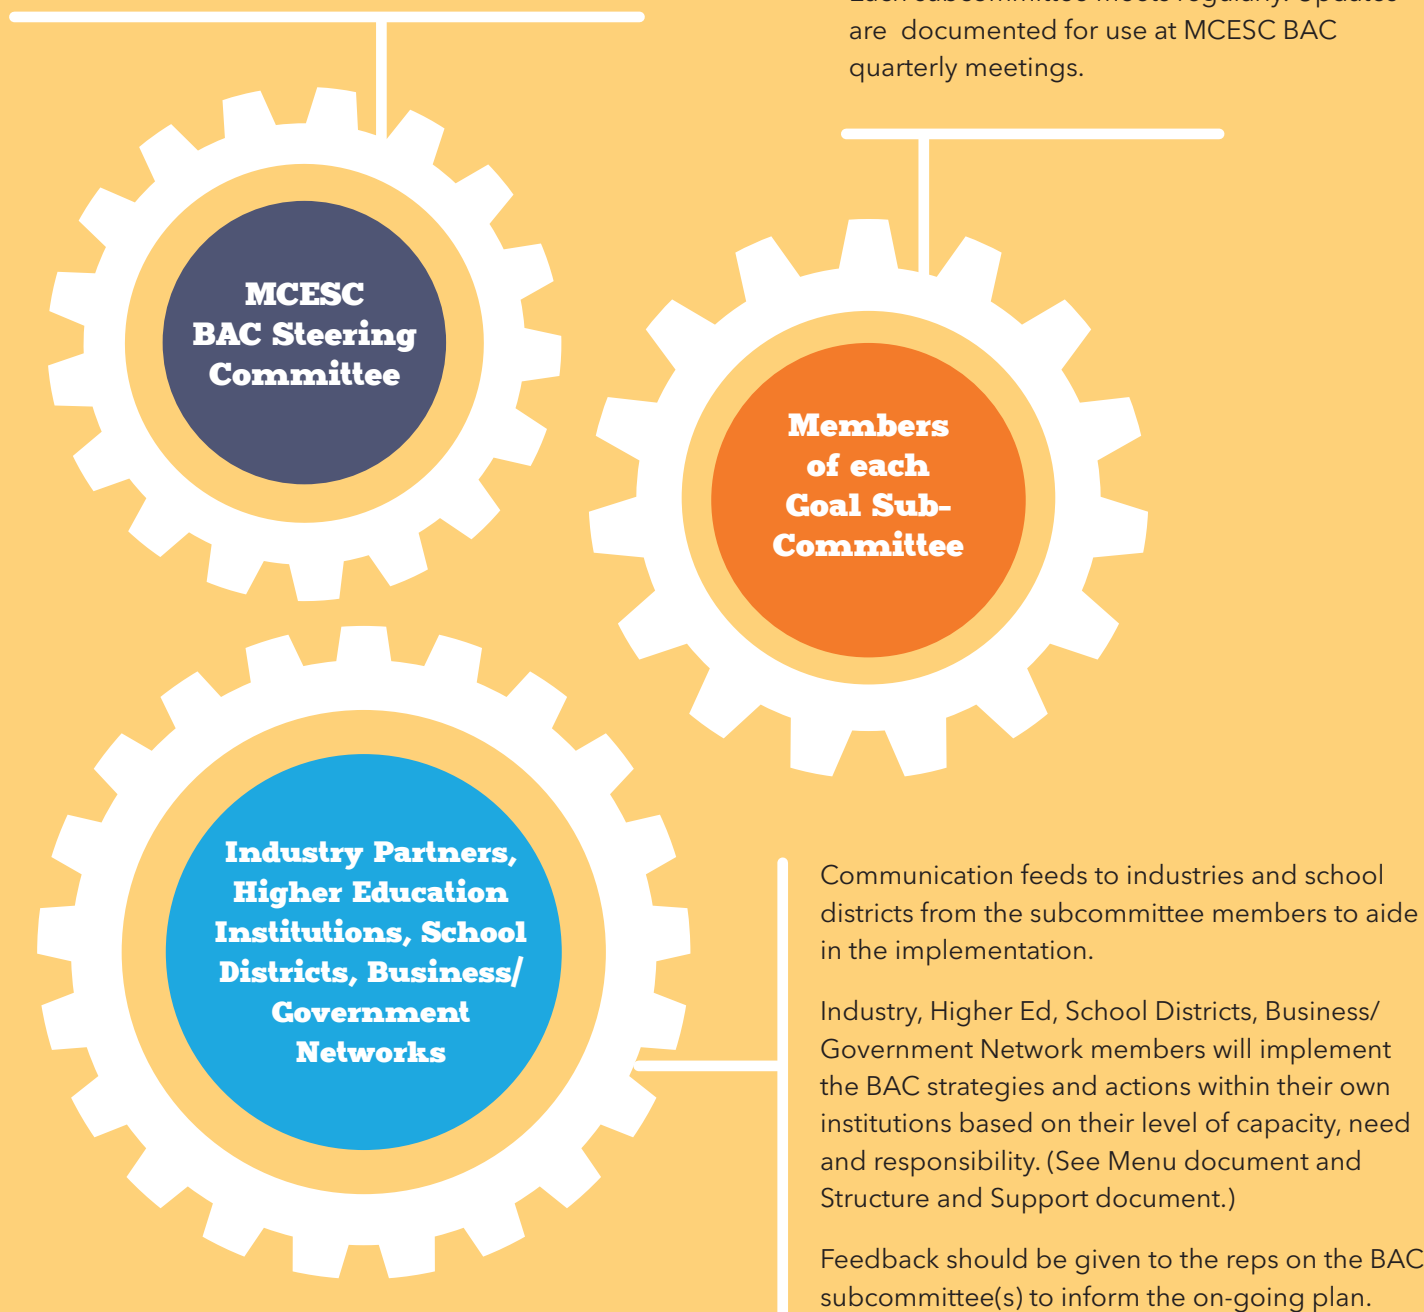 Each subcommittee meets regularly. Updates
are documented for use at MCESC BAC
quarterly meetings.
MCESC
BAC Steering
Committee
Members
of each
Goal Sub-
Committee
Industry Partners,
Higher Education
Institutions, School
Districts, Business/
Government
Networks
Communication feeds to industries and school
districts from the subcommittee members to aide
in the implementation.
Industry, Higher Ed, School Districts, Business/
Government Network members will implement
the BAC strategies and actions within their own
institutions based on their level of capacity, need
and responsibility. (See Menu document and
Structure and Support document.)
Feedback should be given to the reps on the BAC
subcommittee(s) to inform the on-going plan.